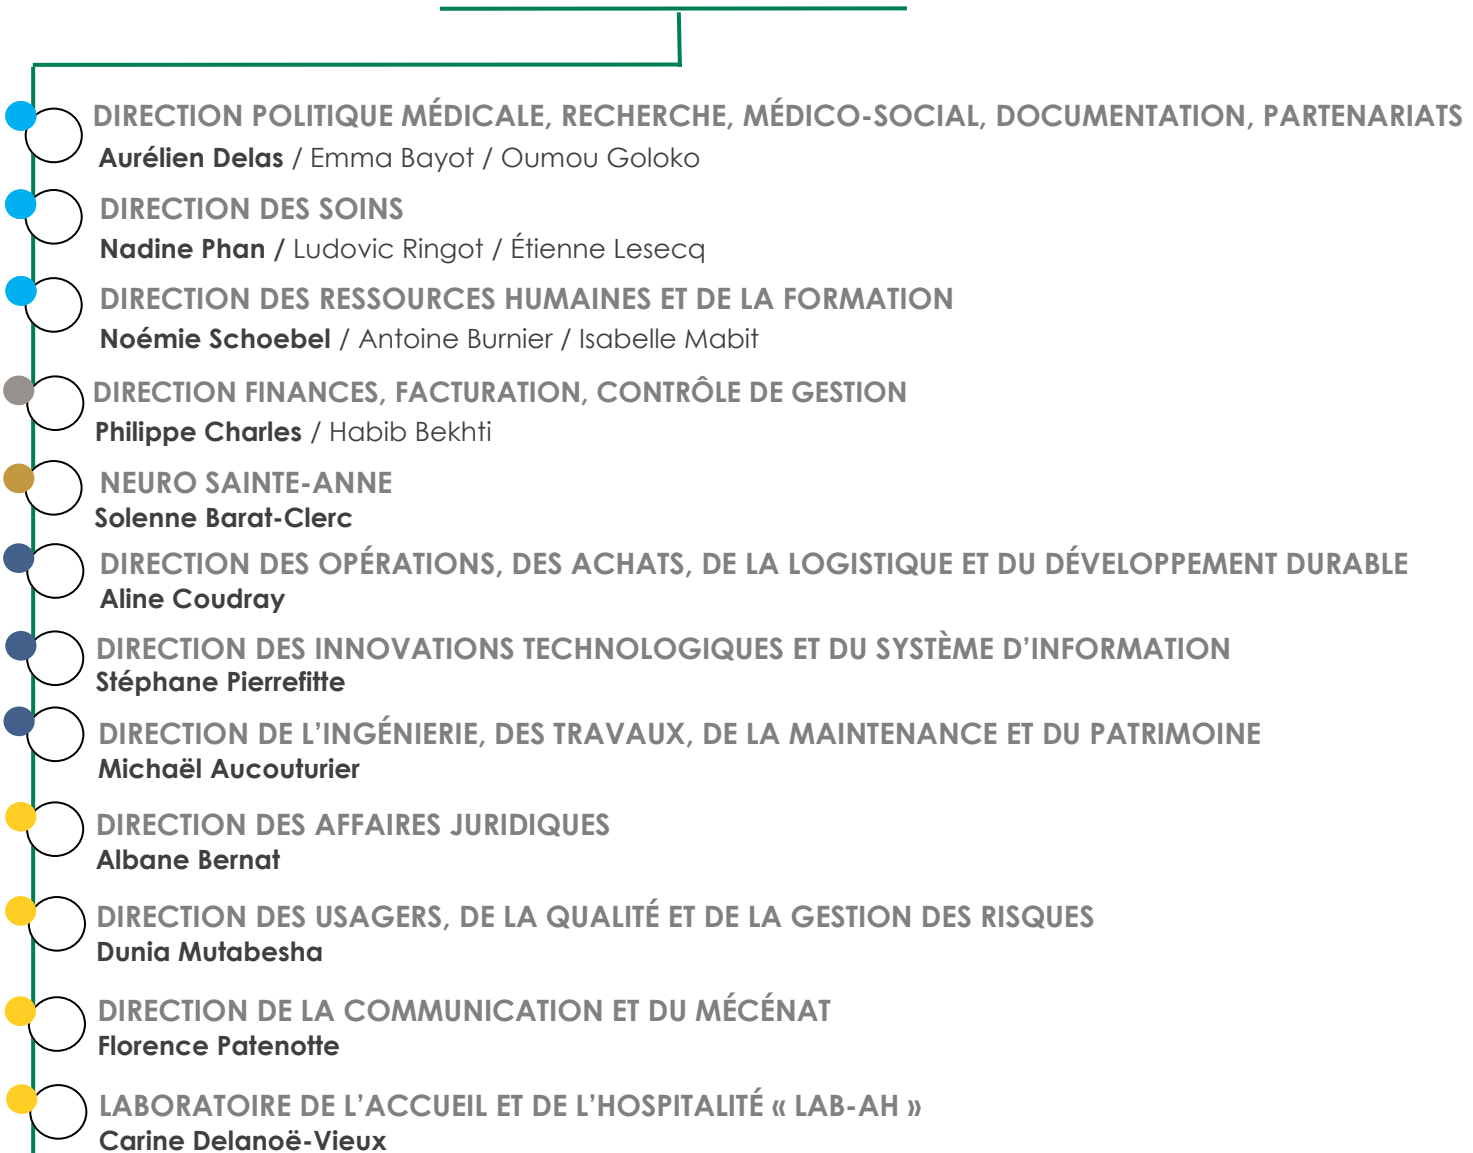 DIRECTION POLITIQUE MÉDICALE, RECHERCHE, MÉDICO-SOCIAL, DOCUMENTATION, PARTENARIATS
Aurélien Delas / Emma Bayot / Oumou Goloko
DIRECTION DES SOINS
Nadine Phan / Ludovic Ringot / Étienne Lesecq
DIRECTION DES RESSOURCES HUMAINES ET DE LA FORMATION
Noémie Schoebel / Antoine Burnier / Isabelle Mabit
DIRECTION FINANCES, FACTURATION, CONTRÔLE DE GESTION
Philippe Charles / Habib Bekhti
NEURO SAINTE-ANNE
Solenne Barat-Clerc
DIRECTION DES OPÉRATIONS, DES ACHATS, DE LA LOGISTIQUE ET DU DÉVELOPPEMENT DURABLE
Aline Coudray
DIRECTION DES INNOVATIONS TECHNOLOGIQUES ET DU SYSTÈME D’INFORMATION
Stéphane Pierrefitte
DIRECTION DE L’INGÉNIERIE, DES TRAVAUX, DE LA MAINTENANCE ET DU PATRIMOINE
Michaël Aucouturier
DIRECTION DES AFFAIRES JURIDIQUES
Albane Bernat
DIRECTION DES USAGERS, DE LA QUALITÉ ET DE LA GESTION DES RISQUES
Dunia Mutabesha
DIRECTION DE LA COMMUNICATION ET DU MÉCÉNAT
Florence Patenotte
LABORATOIRE DE L’ACCUEIL ET DE L’HOSPITALITÉ « LAB-AH »
Carine Delanoë-Vieux